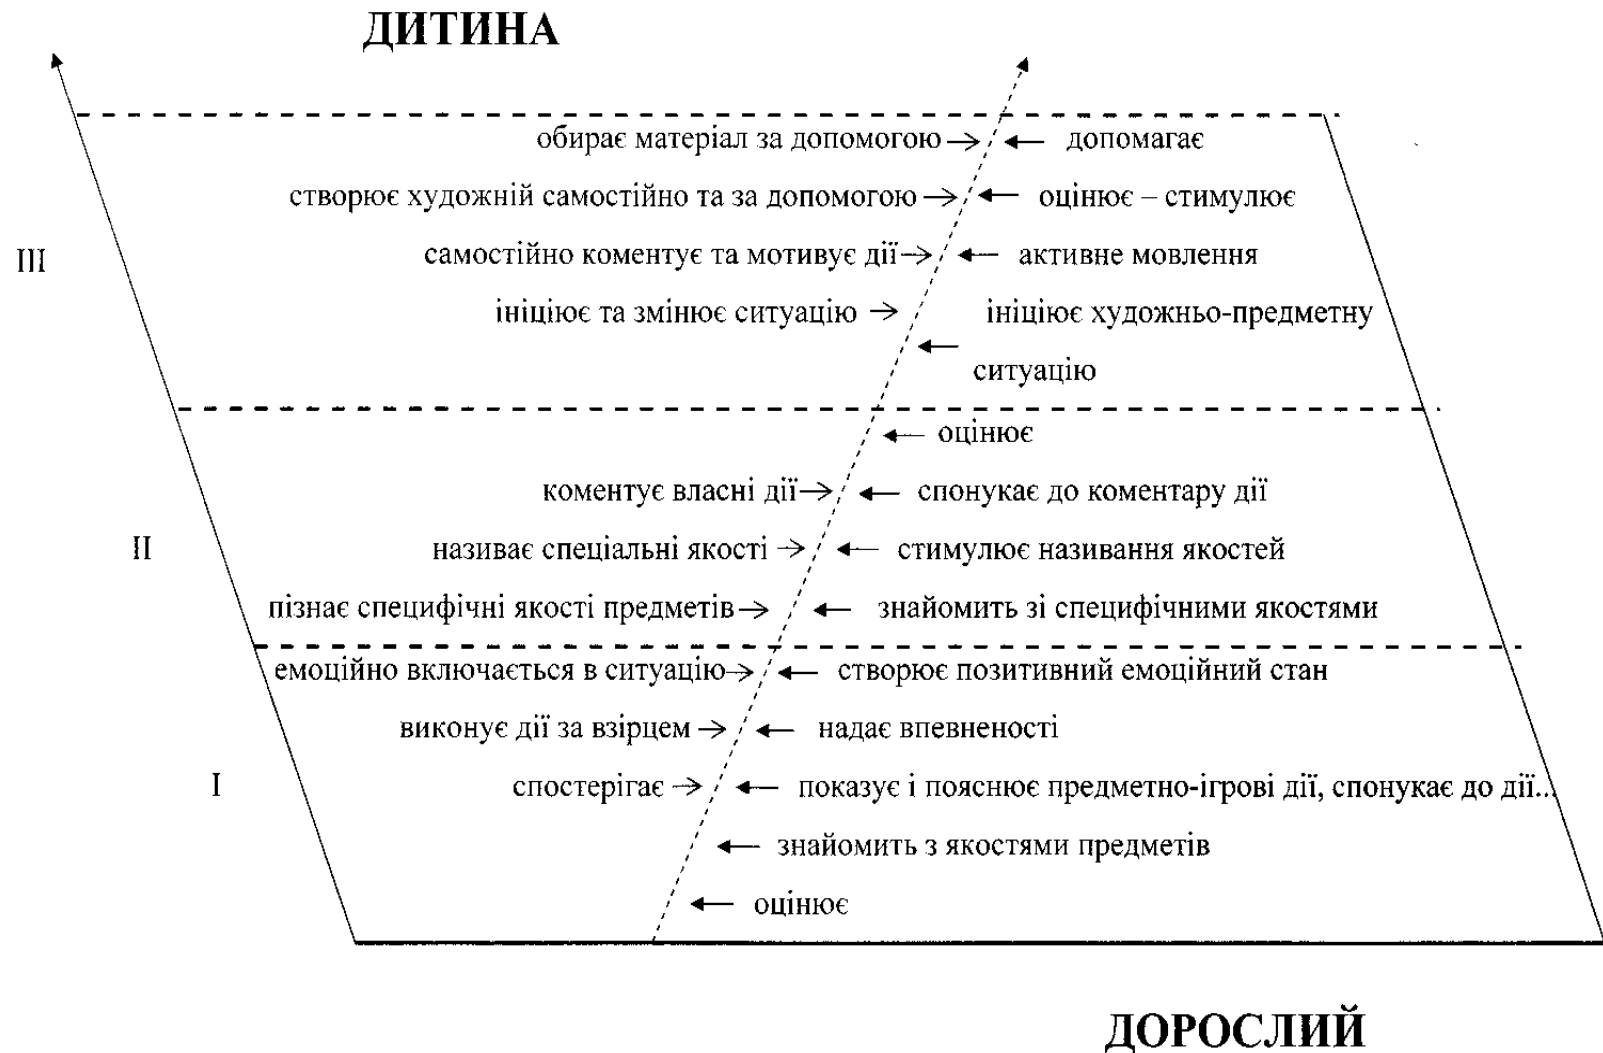 ДИТИНА
обирає матеріал за допомогою допомагає
створює художній самостійно та за допомогою оцінює – стимулює
III самостійно коментує та мотивує дії активне мовлення
ініціює та змінює ситуацію ініціює художньо-предметну
ситуацію
оцінює
коментує власні дії спонукає до коментару дії
II називає спеціальні якості стимулює називання якостей
пізнає специфічні якості предметів знайомить зі специфічними якостями
емоційно включається в ситуацію створює позитивний емоційний стан
виконує дії за взірцем надає впевненості
I спостерігає показує і пояснює предметно-ігрові дії, спонукає до дії...
знайомить з якостями предметів
оцінює
ДОРОСЛИЙ